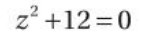 z² + 12 = 0